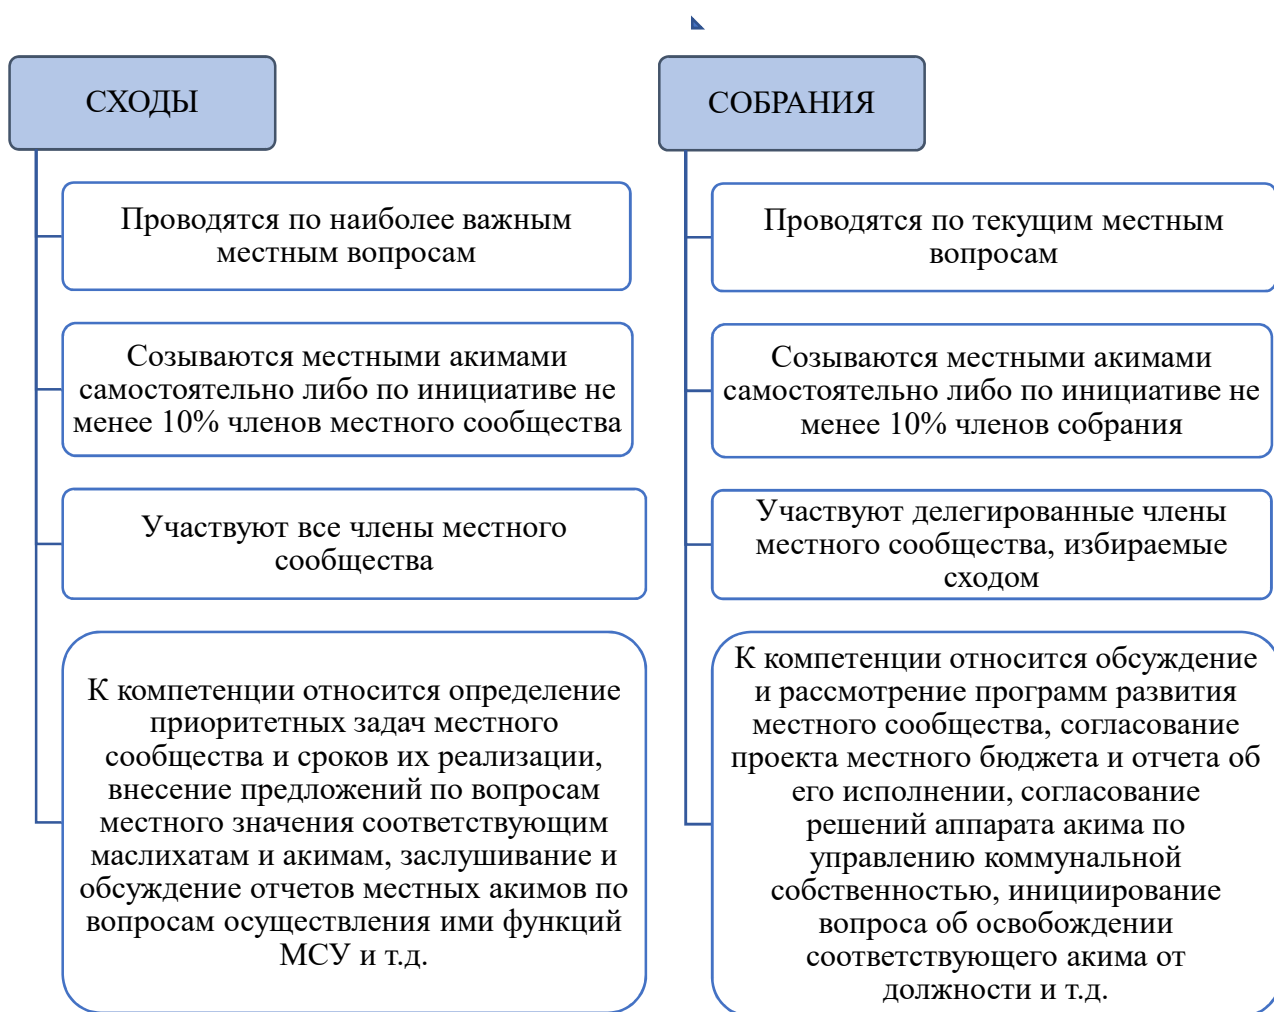 СХОДЫ
Проводятся по наиболее важным
местным вопросам
Созываются местными акимами
самостоятельно либо по инициативе не
менее 10% членов местного сообщества
Участвуют все члены местного
сообщества
К компетенции относится определение
приоритетных задач местного
сообщества и сроков их реализации,
внесение предложений по вопросам
местного значения соответствующим
маслихатам и акимам, заслушивание и
обсуждение отчетов местных акимов по
вопросам осуществления ими функций
МСУ и т.д.
СОБРАНИЯ
Проводятся по текущим местным
вопросам
Созываются местными акимами
самостоятельно либо по инициативе не
менее 10% членов собрания
Участвуют делегированные члены
местного сообщества, избираемые
сходом
К компетенции относится обсуждение
и рассмотрение программ развития
местного сообщества, согласование
проекта местного бюджета и отчета об
его исполнении, согласование
решений аппарата акима по
управлению коммунальной
собственностью, инициирование
вопроса об освобождении
соответствующего акима от
должности и т.д.